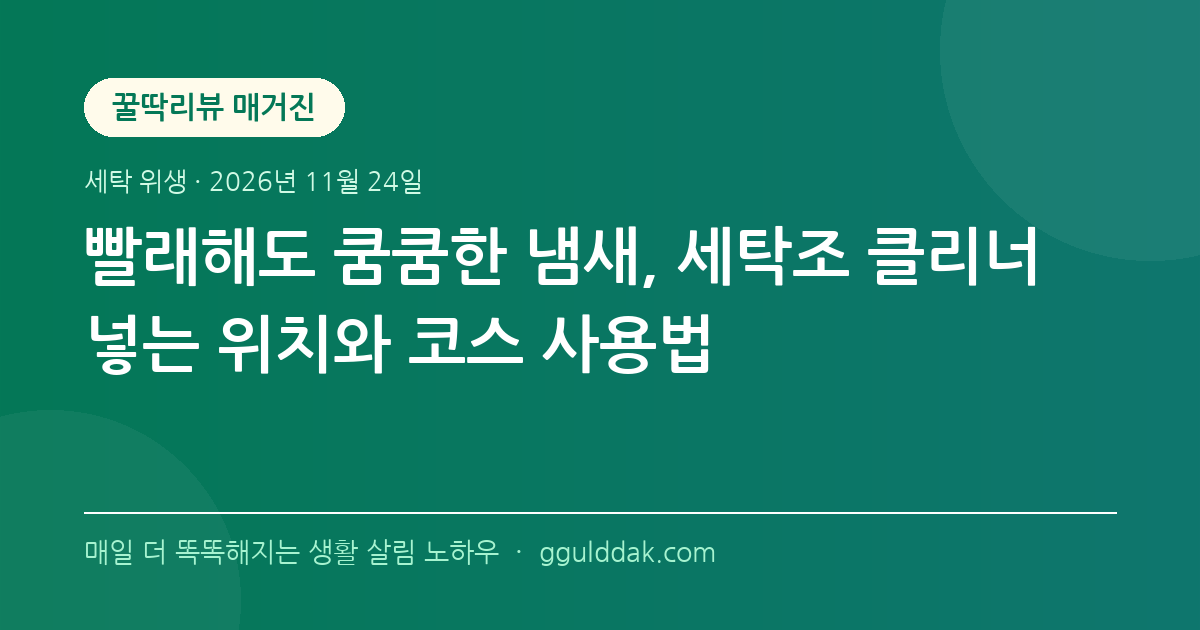 꿀딱리뷰 매거진
세탁 위생 · 2026년 11월 24일
빨래해도 쿰쿰한 냄새, 세탁조 클리너
넣는 위치와 코스 사용법
매일 더 똑똑해지는 생활 살림 노하우 · ggulddak.com